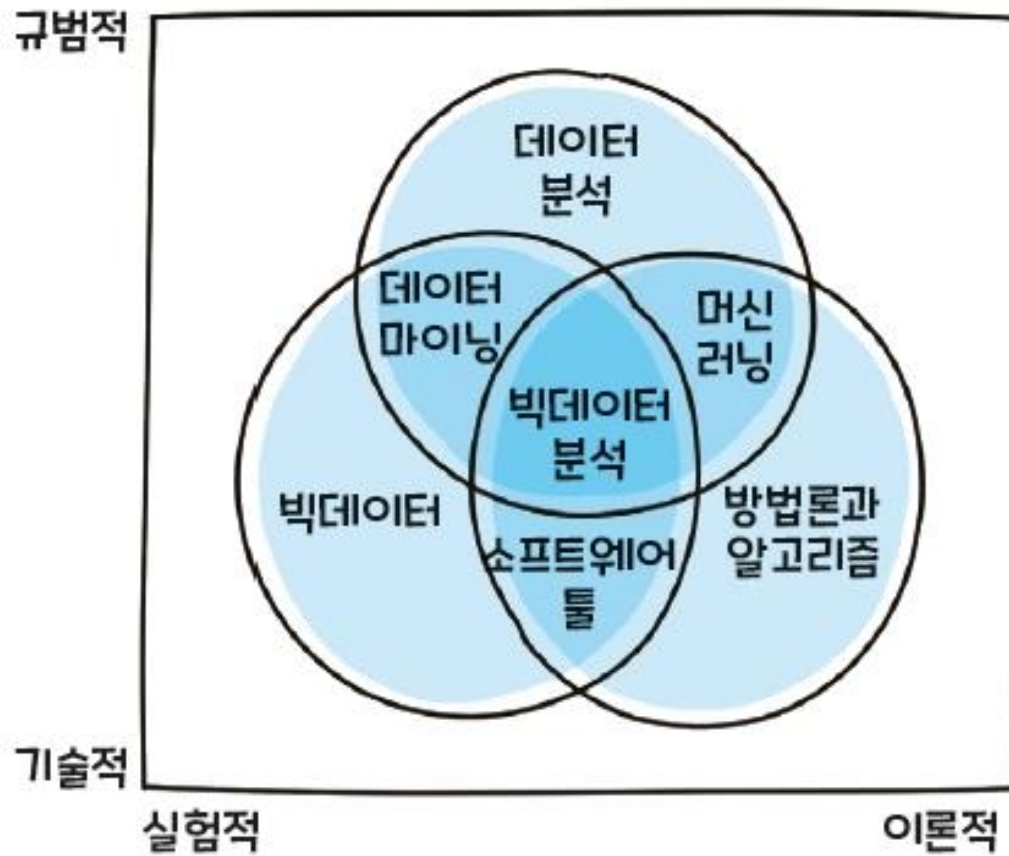 규범적
데이터
분석
데이터
마이닝
머신
러닝
빅데이터
분석
빅데이터
방법론과
알고리즘
소프트웨어
툴
기술적
실험적
이론적